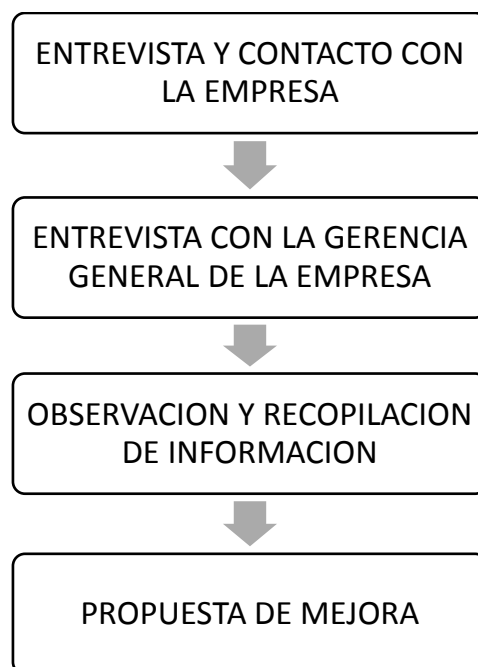 ENTREVISTA Y CONTACTO CON
LA EMPRESA
ENTREVISTA CON LA GERENCIA
GENERAL DE LA EMPRESA
OBSERVACION Y RECOPILACION
DE INFORMACION
PROPUESTA DE MEJORA